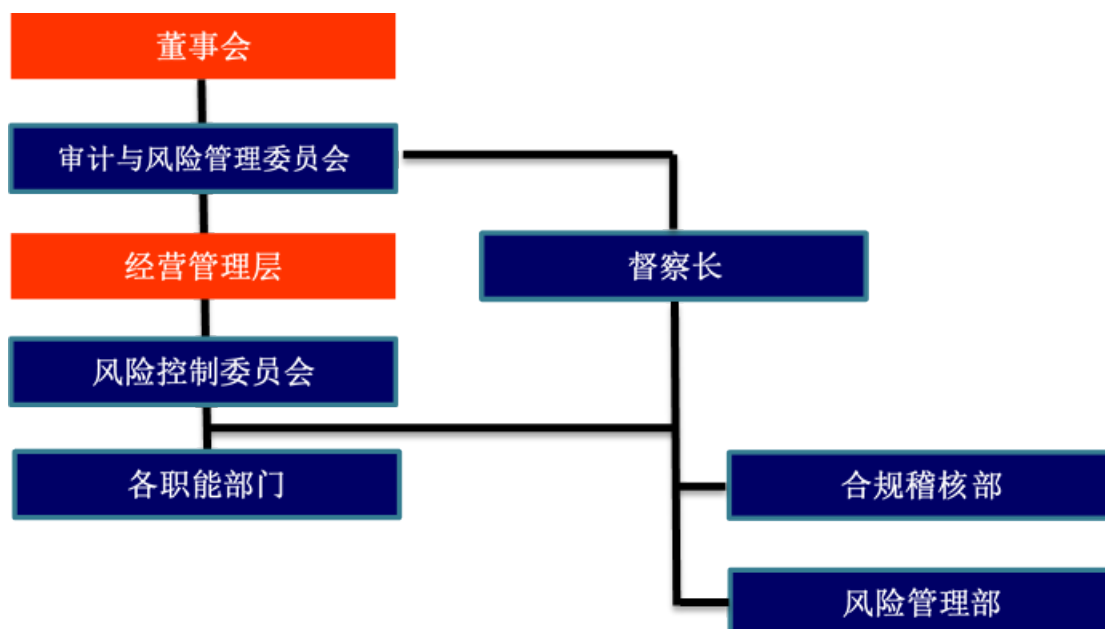 董事会
审计与风险管理委员会
经营管理层
督察长
风险控制委员会
各职能部门
合规稽核部
风险管理部